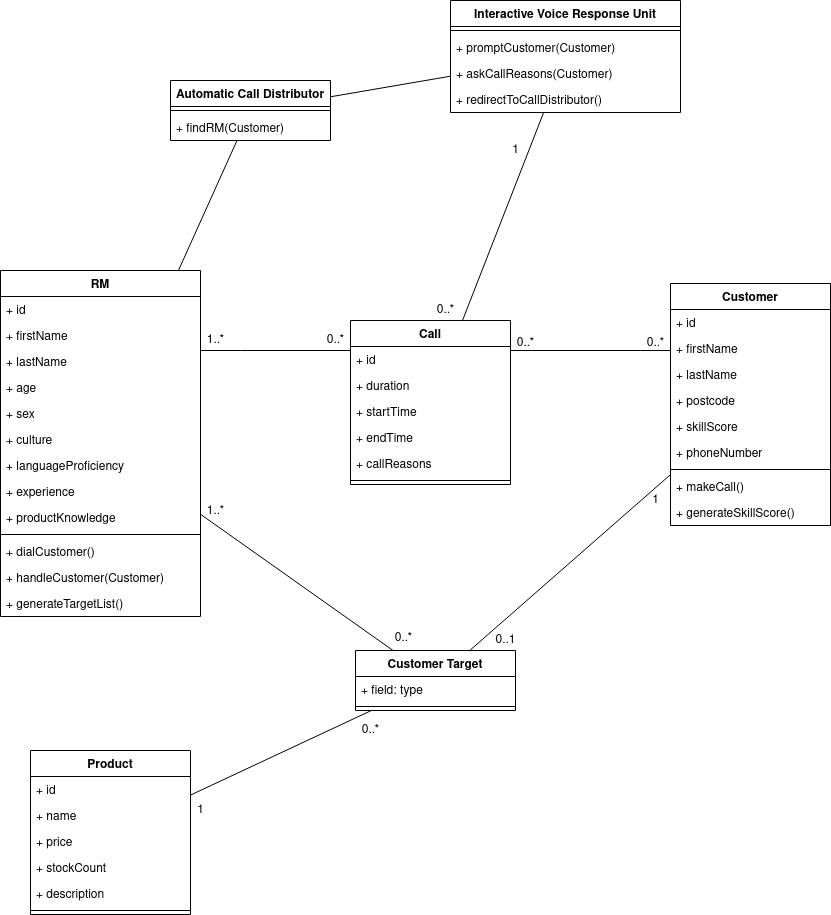 Interactive Voice Response Unit
+ promptCustomer(Customer)
+ askCallReasons(Customer)
+ redirectToCallDistributor()
Automatic Call Distributor
+ findRM(Customer)
1
0..*
RM
+ id
+ firstName
+ lastName
+ age
+ sex
+ culture
+ languageProficiency
+ experience
+ productKnowledge
+ dialCustomer()
+ handleCustomer(Customer)
+ generateTargetList()
1..*
0..*
Call
+ id
+ duration
+ startTime
+ endTime
+ callReasons
0..*
0..*
Customer
+ id
+ firstName
+ lastName
+ postcode
+ skillScore
+ phoneNumber
+ makeCall()
+ generateSkillScore()
1..*
1
0..*
0..1
Customer Target
+ field: type
0..*
1
Product
+ id
+ name
+ price
+ stockCount
+ description